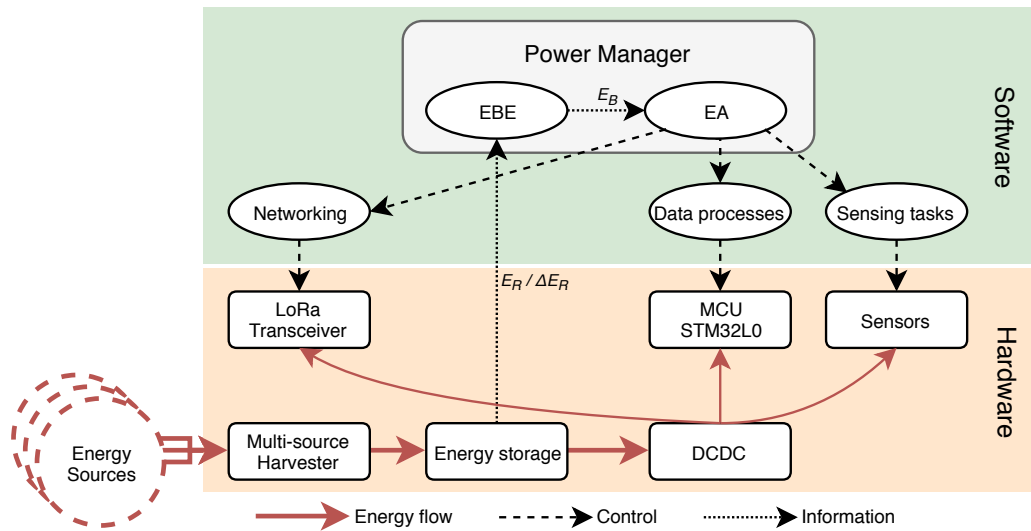 Power Manager
EBE
E_B
EA
Software
Networking
Data processes
Sensing tasks
E_R / ΔE_R
LoRa
Transceiver
MCU
STM32L0
Sensors
Hardware
Energy
Sources
Multi-source
Harvester
Energy storage
DCDC
Energy flow
Control
Information